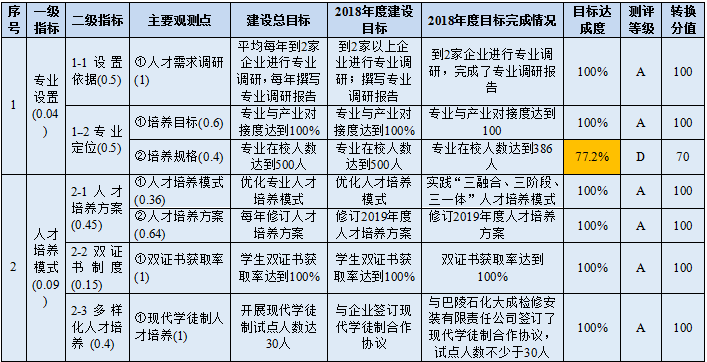 序号 一级指标 二级指标 主要观测点 建设总目标 2018年度建设目标 2018年度目标完成情况 目标达成度 测评等级 转换分值
1 专业设置(0.04)
1-1 设置依据(0.5)
①人才需求调研(1)
平均每年到2家企业进行专业调研,每年撰写专业调研报告
到2家以上企业进行专业调研；撰写专业调研报告
到2家企业进行专业调研，完成了专业调研报告
100% A 100
1–2 专业定位(0.5)
①培养目标(0.6)
专业与产业对接度达到100%
专业与产业对接度达到100%
专业与产业对接度达到100
100% A 100
②培养规格(0.4)
专业在校人数达到500人
专业在校人数达到500人
专业在校人数达到386人
77.2% D 70
2 人才培养模式(0.09)
2-1 人才培养方案(0.45)
①人才培养模式(0.36)
优化专业人才培养模式
优化人才培养模式
实践“三融合、三阶段、三一体”人才培养模式
100% A 100
②人才培养方案(0.64)
每年修订人才培养方案
修订2019年度人才培养方案
修订2019年度人才培养方案
100% A 100
2-2 双证书制度(0.15)
①双证书获取率(1)
学生双证书获取率达到100%
学生双证书获取率达到100%
双证书获取率达到100%
100% A 100
2-3 多样化人才培养 (0.4)
①现代学徒制人才培养(1)
开展现代学徒制试点人数达30人
与企业签订现代学徒制合作协议
与巴陵石化大成检修安装有限责任公司签订了现代学徒制合作协议，试点人数不少于30人
100% A 100